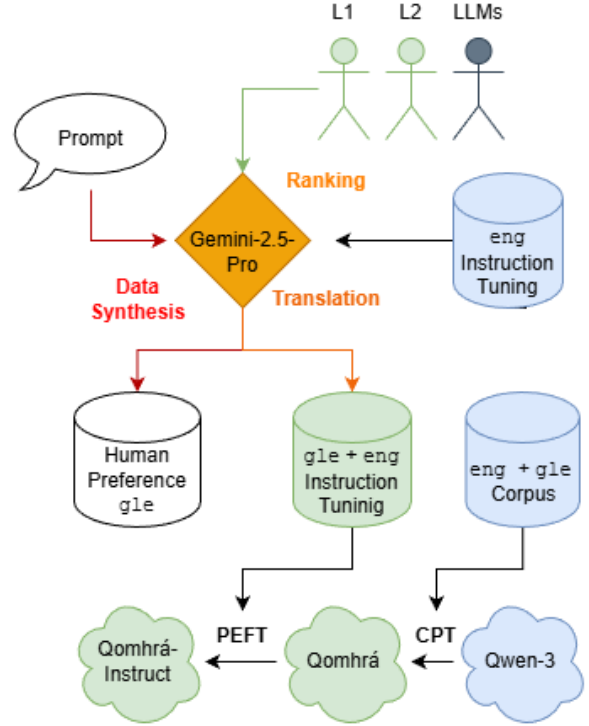 L1 L2 LLMs
Prompt
Ranking
Gemini-2.5-
Pro
eng
Instruction
Tuning
Data
Synthesis
Translation
Human
Preference
gle
gle + eng
Instruction
Tuninig
eng + gle
Corpus
PEFT
CPT
Qomhrá-
Instruct
Qomhrá
Qwen-3